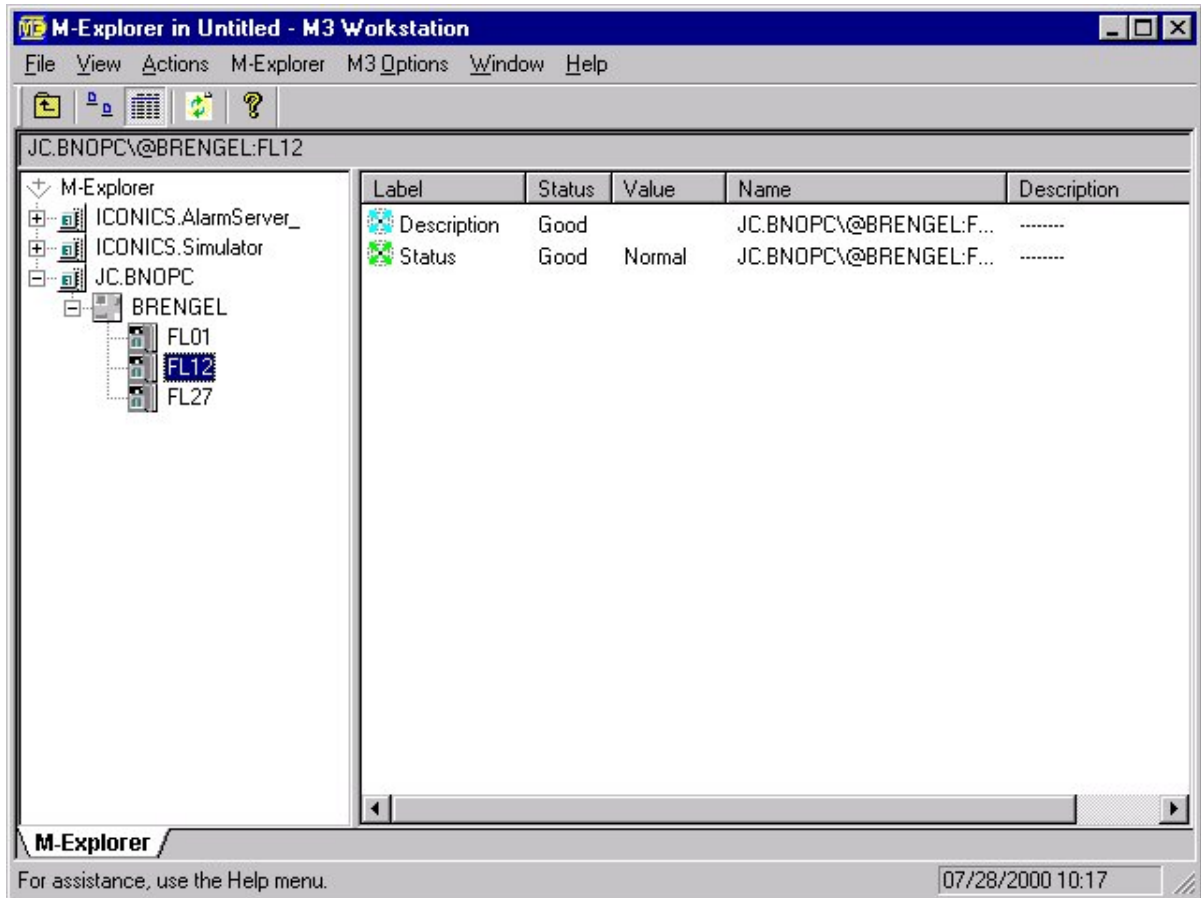 M-Explorer in Untitled - M3 Workstation
File View Actions M-Explorer M3 Options Window Help
JC.BNOPC\@BRENGEL:FL12
M-Explorer
ICONICS.AlarmServer_
ICONICS.Simulator
JC.BNOPC
BRENGEL
FL01
FL12
FL27
Label Status Value Name Description
Description Good JC.BNOPC\@BRENGEL:F... --------
Status Good Normal JC.BNOPC\@BRENGEL:F... --------
M-Explorer
For assistance, use the Help menu. 07/28/2000 10:17